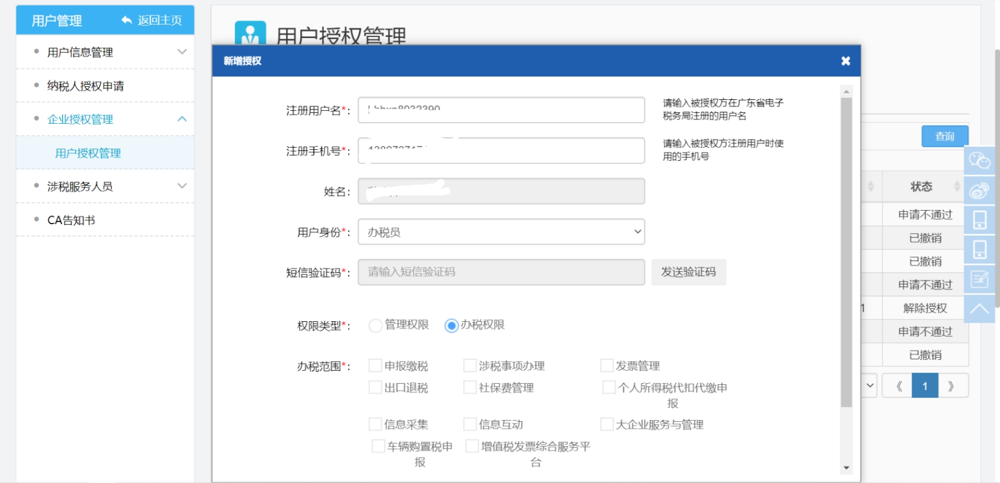 用户管理
返回主页
用户信息管理
纳税人授权申请
企业授权管理
用户授权管理
涉税服务人员
CA告知书
用户授权管理
新增授权
注册用户名*:
请输入被授权方在广东省电子
税务局注册的用户名
注册手机号*:
请输入被授权方注册用户时使
用的手机号
姓名:
用户身份*: 办税员
短信验证码*: 请输入短信验证码 发送验证码
权限类型*: 管理权限 办税权限
办税范围*: 申报缴税 涉税事项办理 发票管理
出口退税 社保费管理 个人所得税代扣代缴申
报
信息采集 信息互动 大企业服务与管理
车辆购置税申 增值税发票综合服务平
报 台
查询
状态
申请不通过
已撤销
已撤销
申请不通过
1 解除授权
申请不通过
已撤销
《 1 》